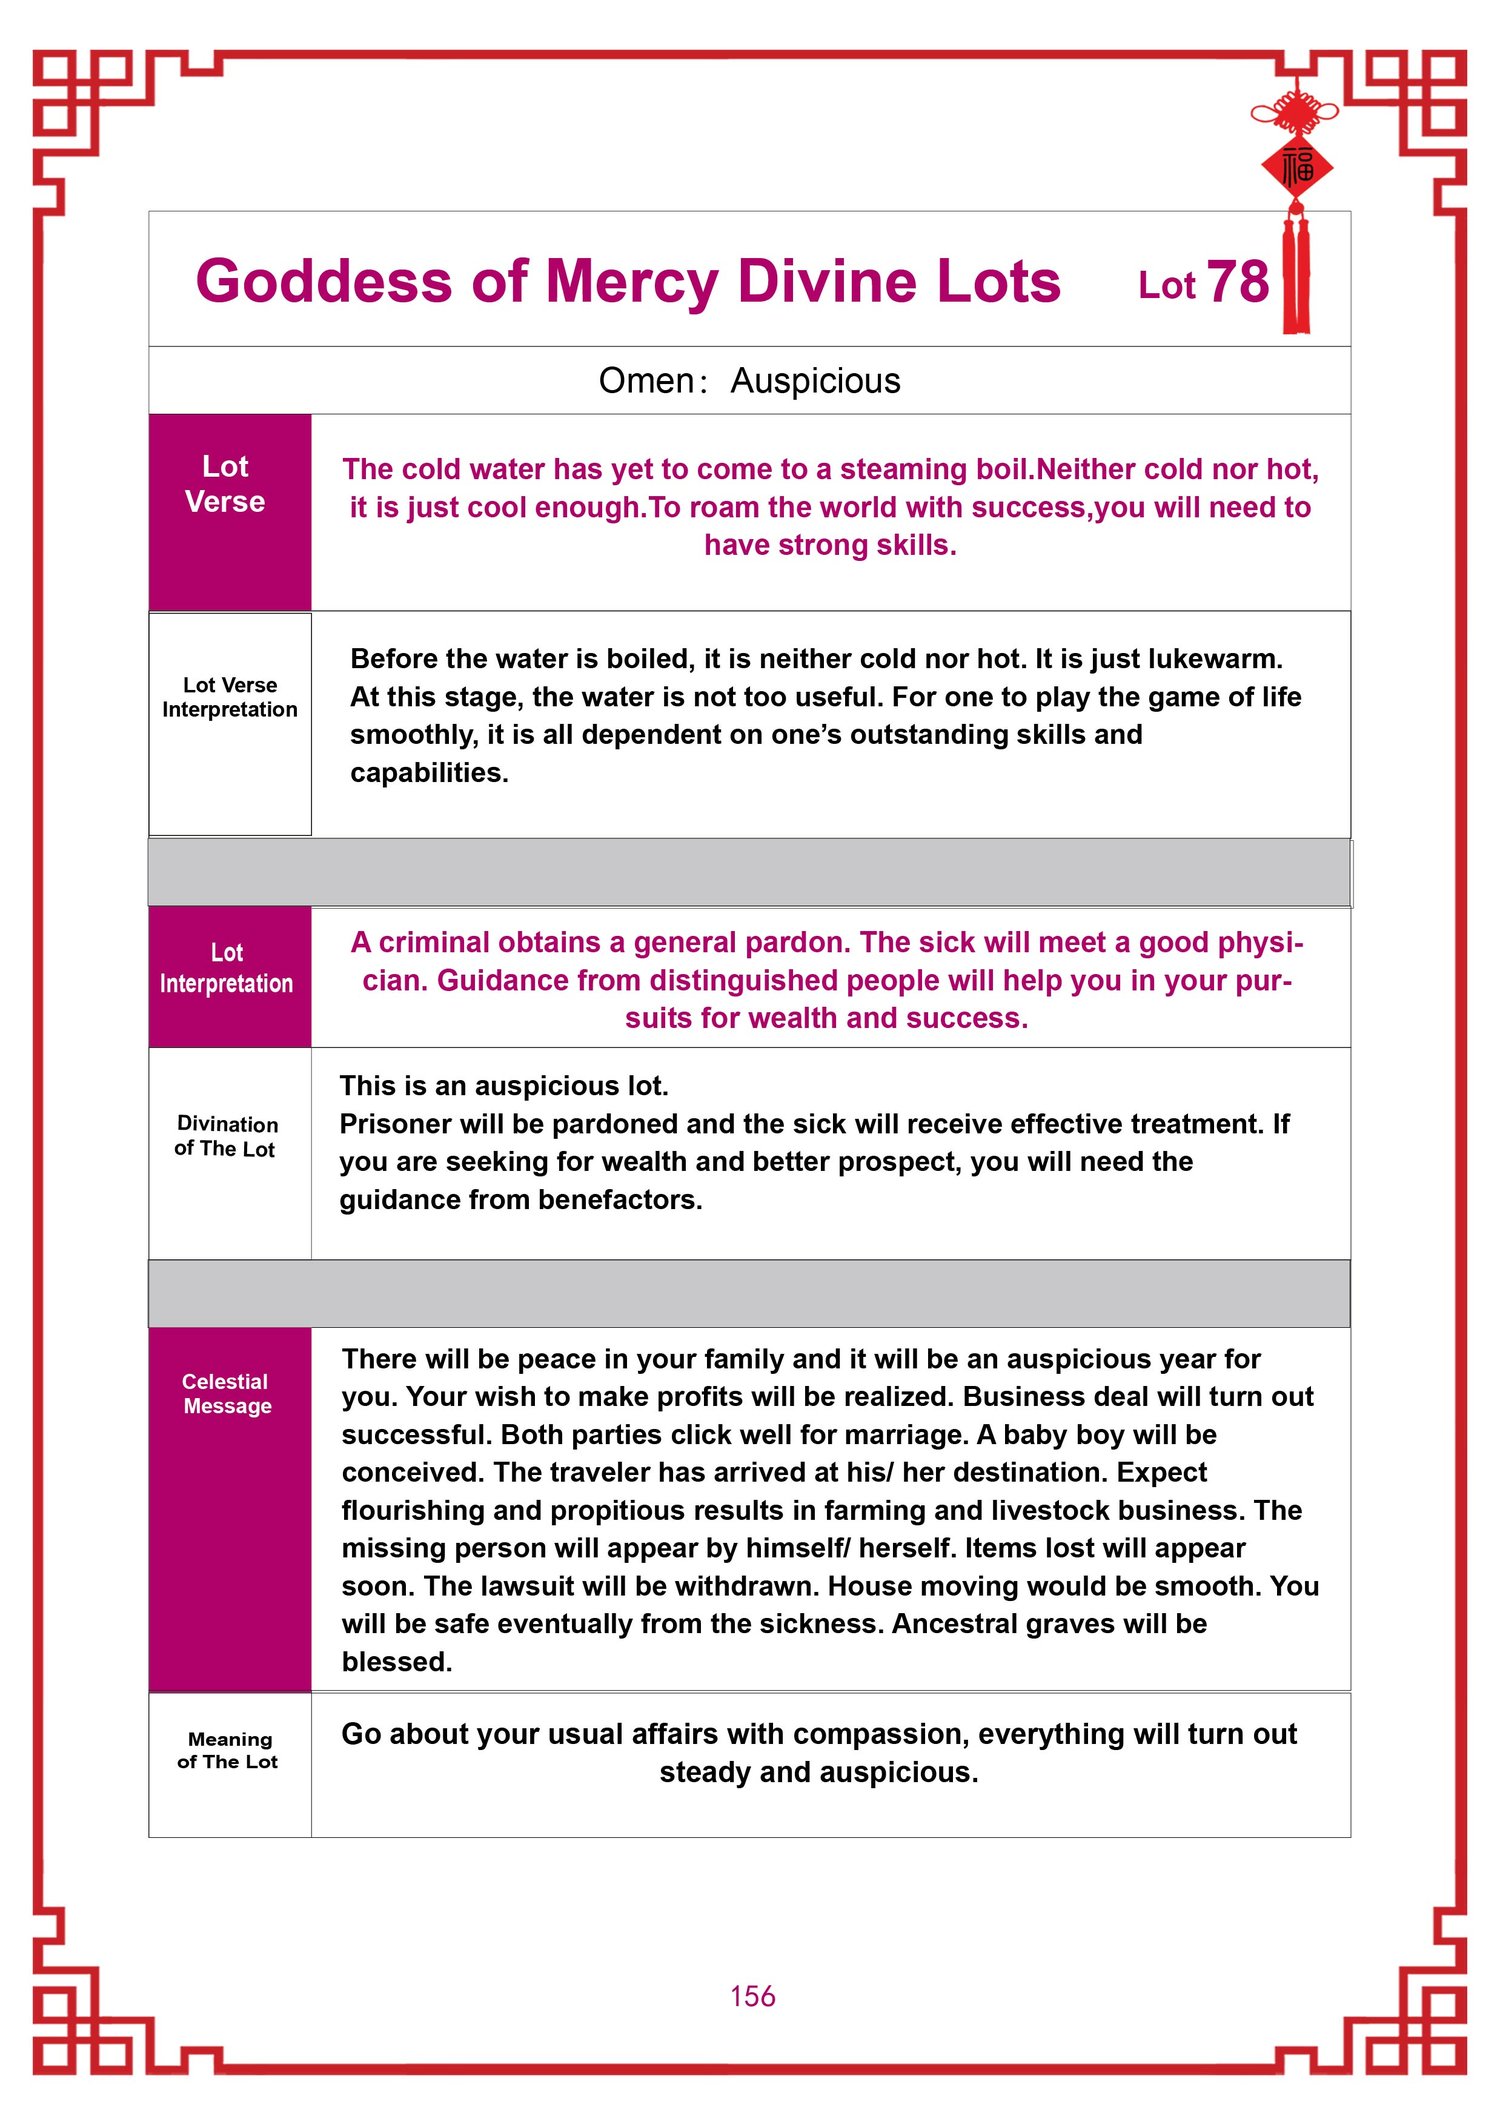 福
Goddess of Mercy Divine Lots Lot 78
Omen： Auspicious
Lot
Verse
The cold water has yet to come to a steaming boil.Neither cold nor hot,
it is just cool enough.To roam the world with success,you will need to
have strong skills.
Lot Verse
Interpretation
Before the water is boiled, it is neither cold nor hot. It is just lukewarm.
At this stage, the water is not too useful. For one to play the game of life
smoothly, it is all dependent on one’s outstanding skills and
capabilities.
Lot
Interpretation
A criminal obtains a general pardon. The sick will meet a good physi-
cian. Guidance from distinguished people will help you in your pur-
suits for wealth and success.
Divination
of The Lot
This is an auspicious lot.
Prisoner will be pardoned and the sick will receive effective treatment. If
you are seeking for wealth and better prospect, you will need the
guidance from benefactors.
Celestial
Message
There will be peace in your family and it will be an auspicious year for
you. Your wish to make profits will be realized. Business deal will turn out
successful. Both parties click well for marriage. A baby boy will be
conceived. The traveler has arrived at his/ her destination. Expect
flourishing and propitious results in farming and livestock business. The
missing person will appear by himself/ herself. Items lost will appear
soon. The lawsuit will be withdrawn. House moving would be smooth. You
will be safe eventually from the sickness. Ancestral graves will be
blessed.
Meaning
of The Lot
Go about your usual affairs with compassion, everything will turn out
steady and auspicious.
156